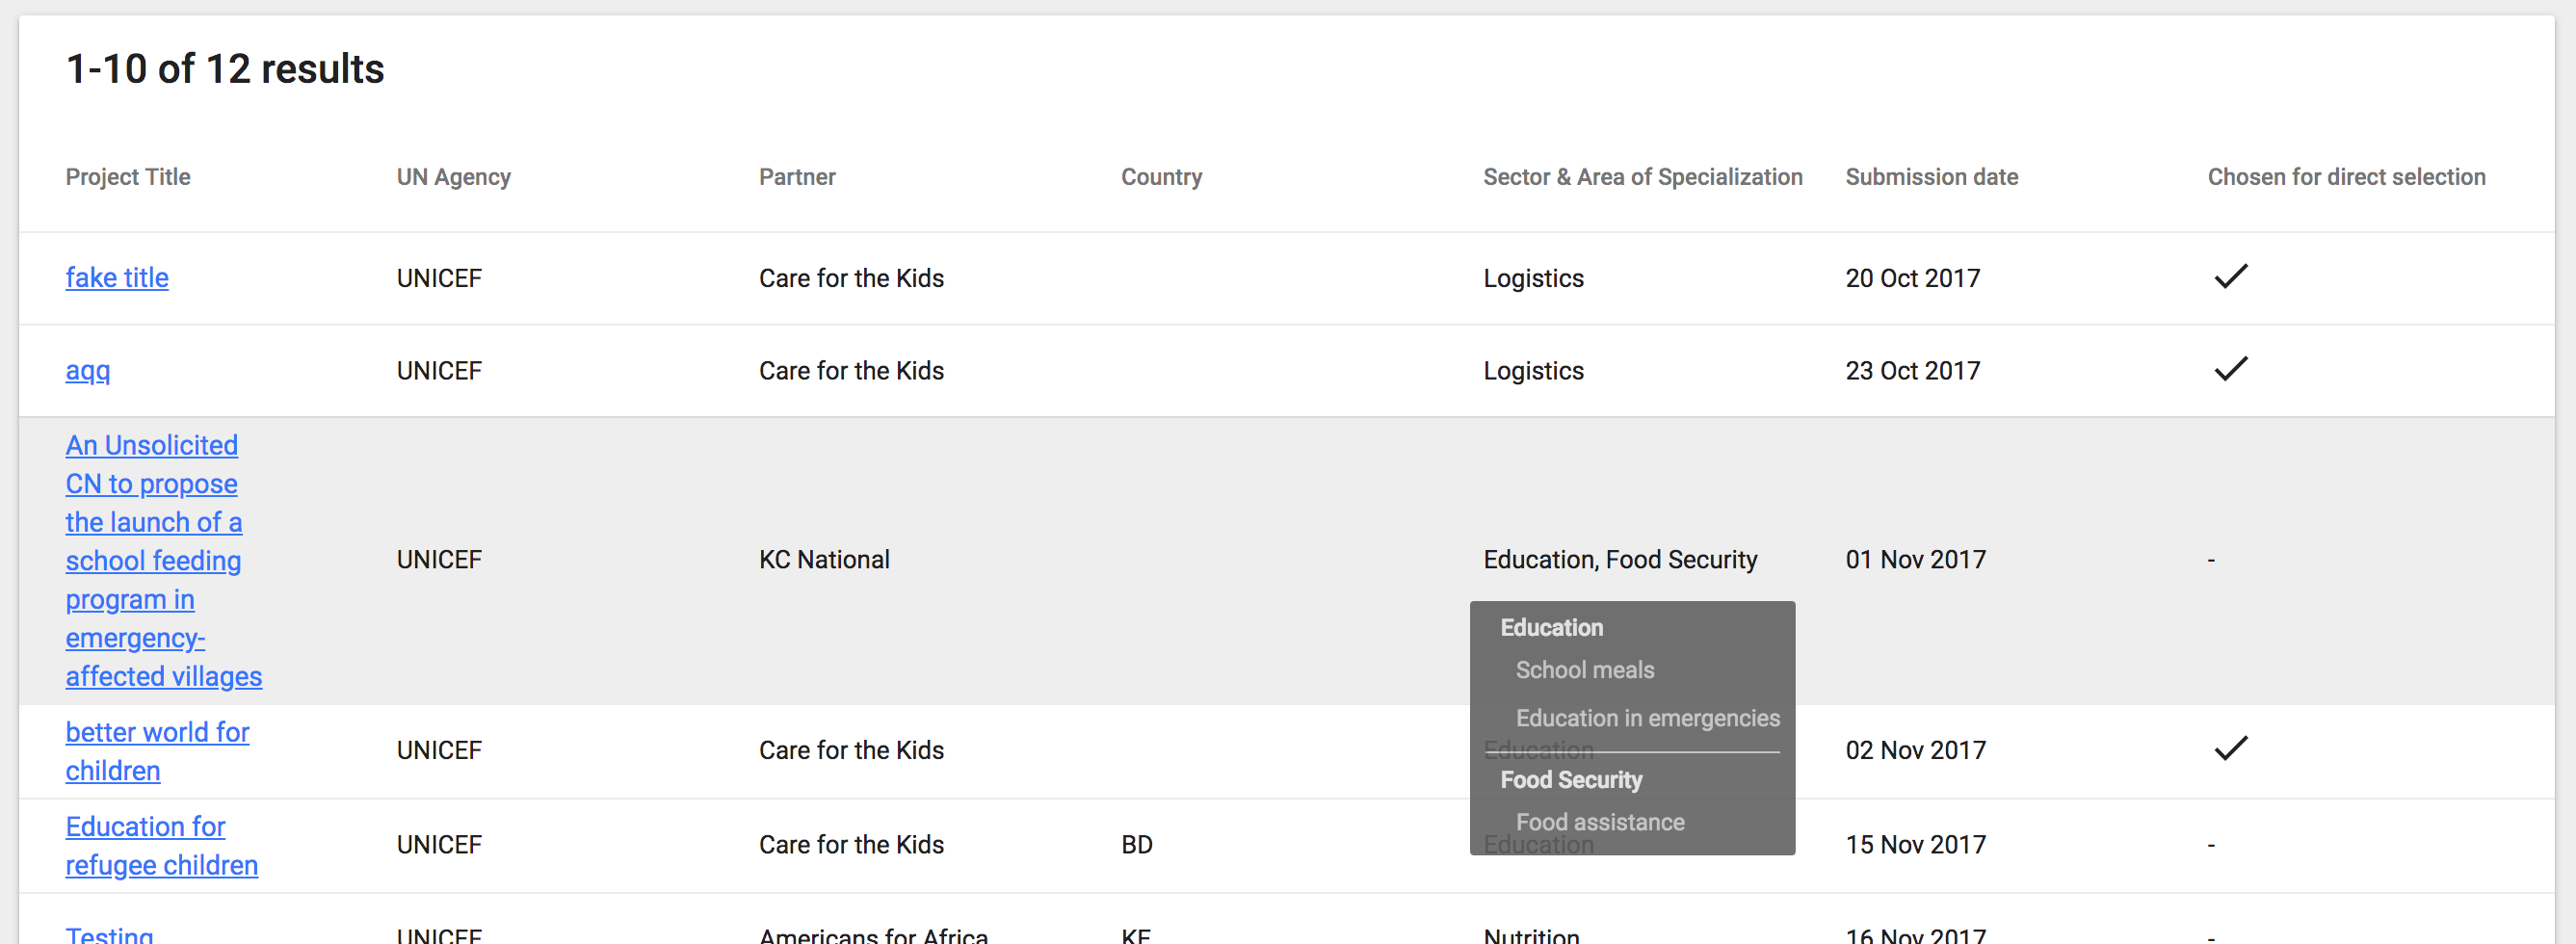 1-10 of 12 results
Project Title UN Agency Partner Country Sector & Area of Specialization Submission date Chosen for direct selection
fake title UNICEF Care for the Kids Logistics 20 Oct 2017
aqq UNICEF Care for the Kids Logistics 23 Oct 2017
An Unsolicited
CN to propose
the launch of a
school feeding
program in
emergency-
affected villages
UNICEF KC National Education, Food Security 01 Nov 2017 -
Education
School meals
Education in emergencies
Food Security
Food assistance
better world for
children
UNICEF Care for the Kids Education 02 Nov 2017
Education for
refugee children
UNICEF Care for the Kids BD Education 15 Nov 2017 -
Testing UNICEF Americans for Africa KE Nutrition 16 Nov 2017 -